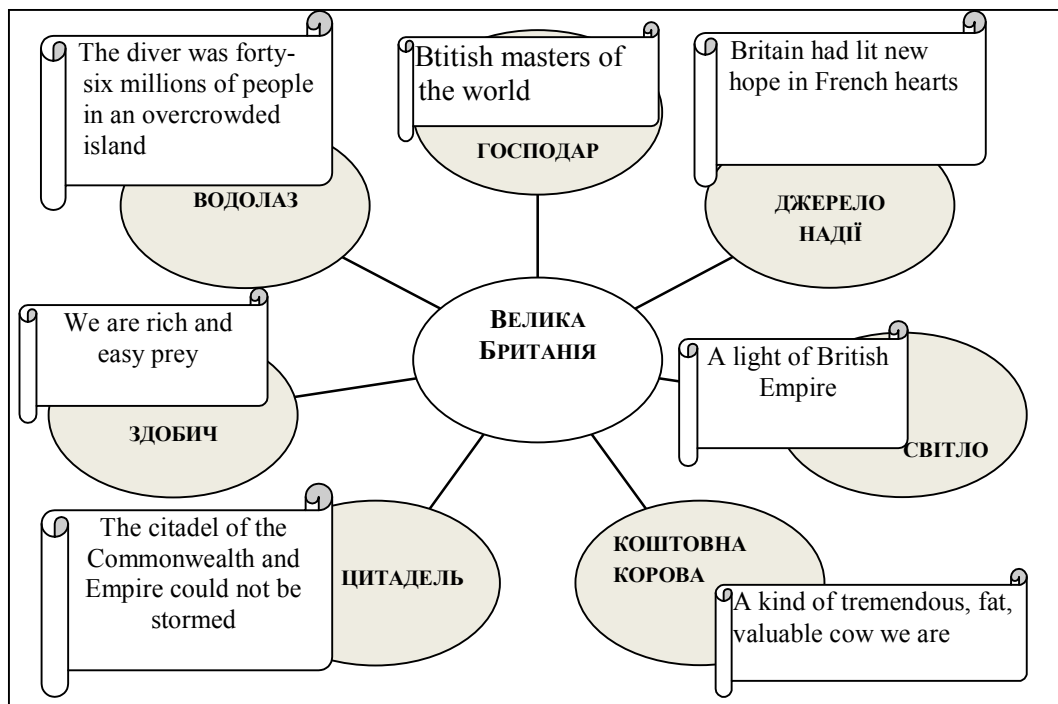 The diver was forty-
six millions of people
in an overcrowded
island
ВОДОЛАЗ
Btitish masters of
the world
ГОСПОДАР
Britain had lit new
hope in French hearts
ДЖЕРЕЛО
НАДІЇ
We are rich and
easy prey
ЗДОБИЧ
ВЕЛИКА
БРИТАНІЯ
A light of British
Empire
СВІТЛО
The citadel of the
Commonwealth and
Empire could not be
stormed
ЦИТАДЕЛЬ
КОШТОВНА
КОРОВА
A kind of tremendous, fat,
valuable cow we are